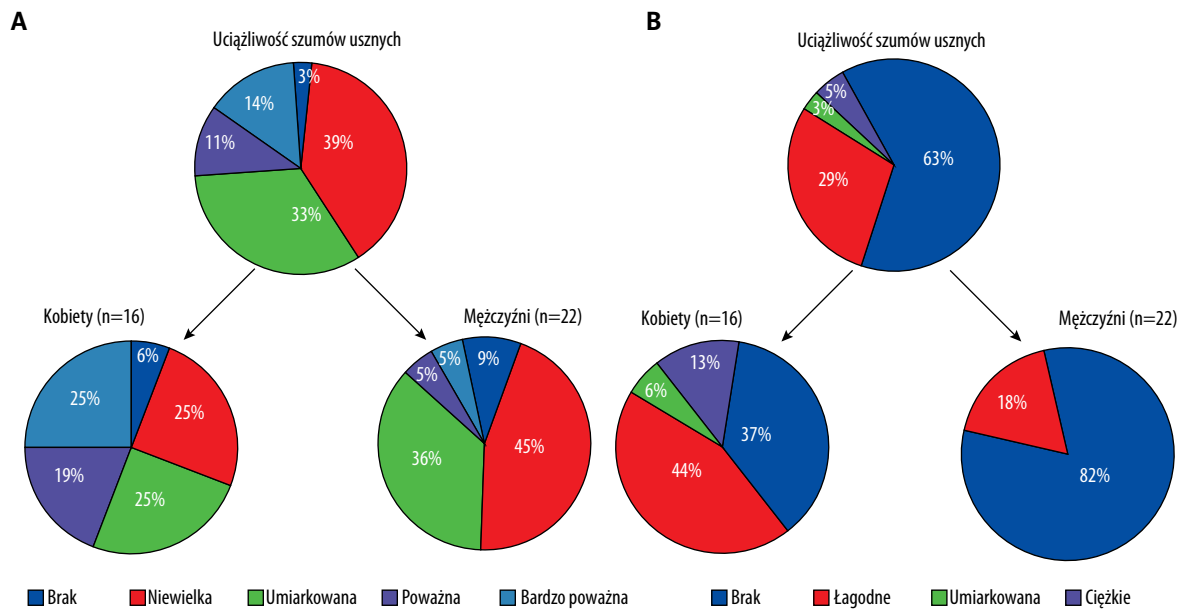 A
Uciążliwość szumów usznych
3%
39%
33%
11%
14%
Kobiety (n=16)
6%
25%
25%
19%
25%
Mężczyźni (n=22)
9%
45%
36%
5%
5%
Brak Niewielka Umiarkowana Poważna Bardzo poważna
B
Uciążliwość szumów usznych
63%
29%
3%
5%
Kobiety (n=16)
37%
44%
6%
13%
Mężczyźni (n=22)
18%
82%
Brak Łagodne Umiarkowana Ciężkie